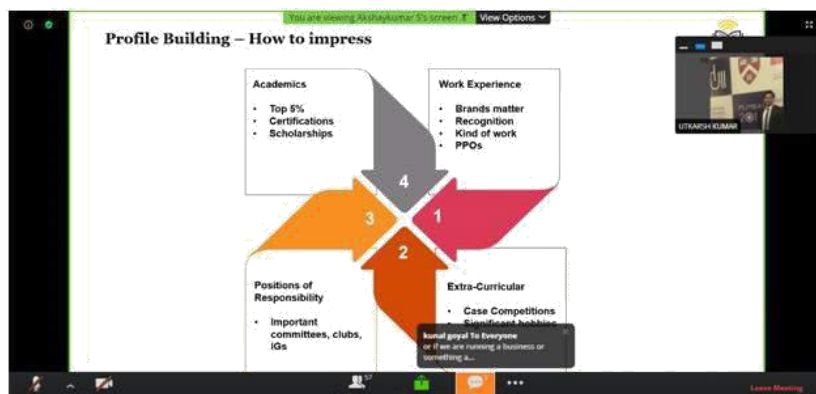 You are viewing Akshaykumar S's screen
View Options
Profile Building – How to impress
Academics
• Top 5%
• Certifications
• Scholarships
Work Experience
• Brands matter
• Recognition
• Kind of work
• PPOs
UTKARSH KUMAR
4
3
1
2
Positions of
Responsibility
• Important
committees, clubs,
IGs
Extra-Curricular
• Case Competitions
• Significant hobbies
kunal goyal To Everyone
or if we are running a business or
something a...
57
Leave Meeting